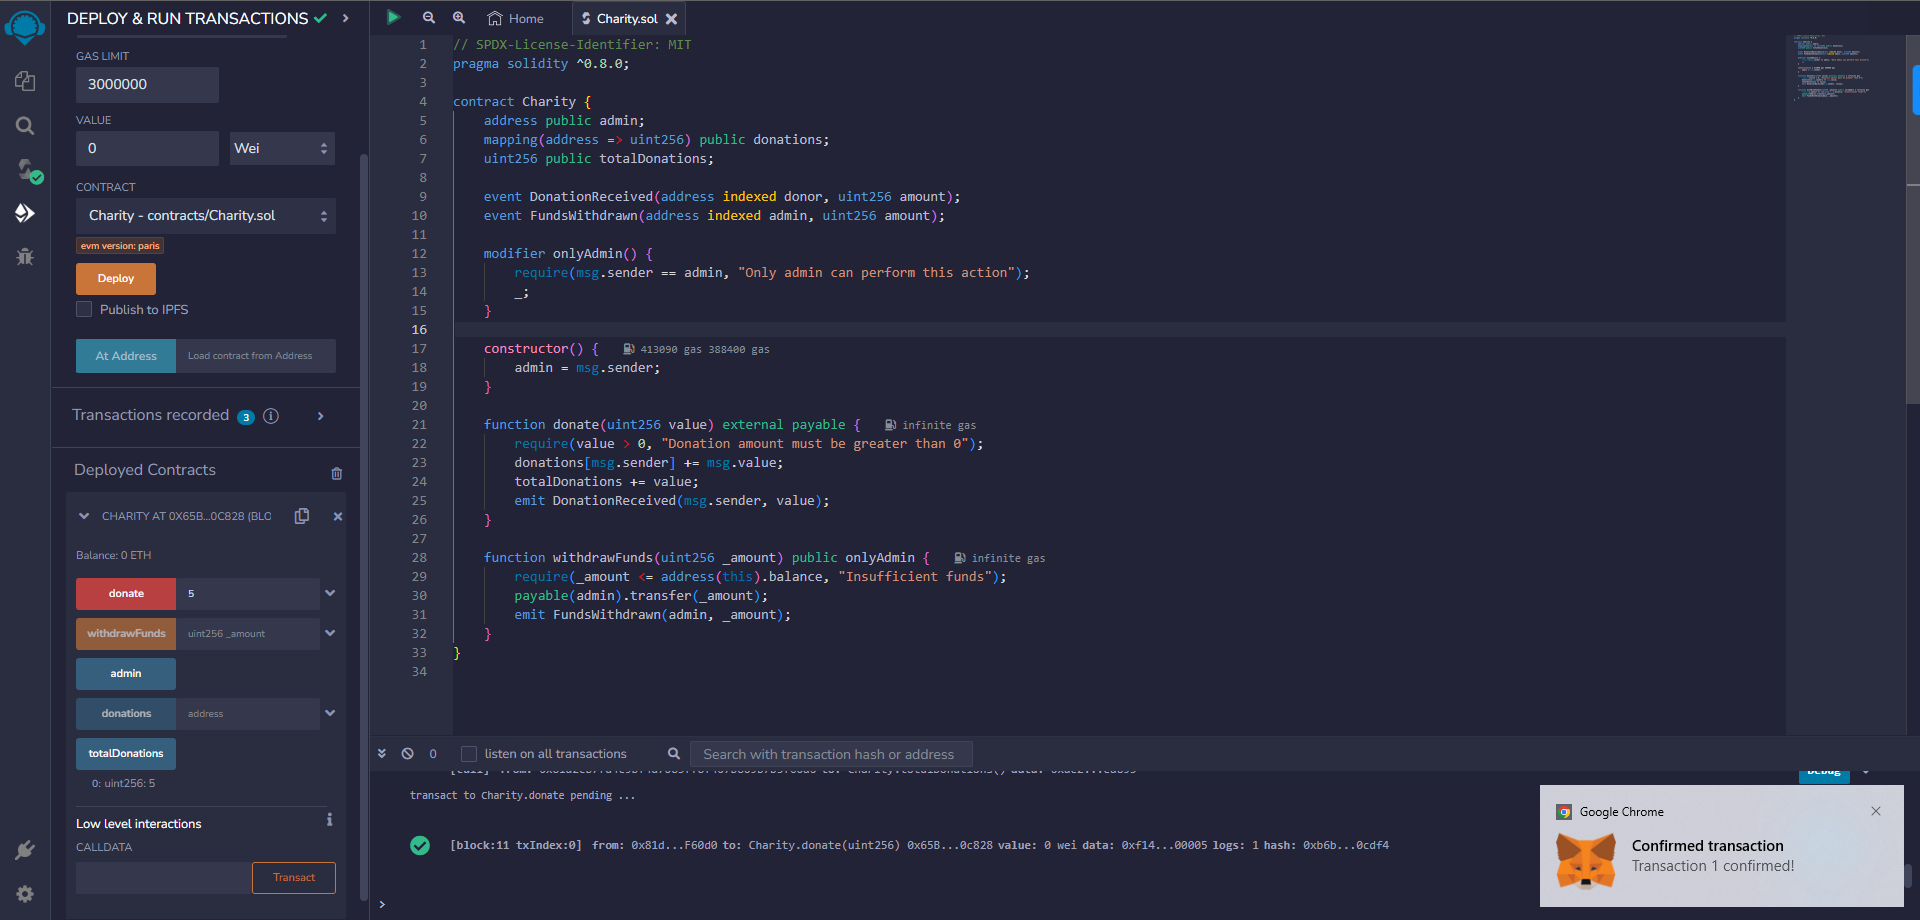 DEPLOY & RUN TRANSACTIONS
GAS LIMIT
3000000
VALUE
0
Wei
CONTRACT
Charity - contracts/Charity.sol
evm version: paris
Deploy
Publish to IPFS
At Address
Load contract from Address
Transactions recorded 3 i
Deployed Contracts
CHARITY AT 0X65B...0C828 (BLO
Balance: 0 ETH
donate
5
withdrawFunds
uint256 _amount
admin
donations
address
totalDonations
0: uint256: 5
Low level interactions
i
CALLDATA
Transact
Home
Charity.sol
1 // SPDX-License-Identifier: MIT
2 pragma solidity ^0.8.0;
3
4 contract Charity {
5 address public admin;
6 mapping(address => uint256) public donations;
7 uint256 public totalDonations;
8
9 event DonationReceived(address indexed donor, uint256 amount);
10 event FundsWithdrawn(address indexed admin, uint256 amount);
11
12 modifier onlyAdmin() {
13 require(msg.sender == admin, "Only admin can perform this action");
14 _;
15 }
16
17 constructor() { 413090 gas 388400 gas
18 admin = msg.sender;
19 }
20
21 function donate(uint256 value) external payable { infinite gas
22 require(value > 0, "Donation amount must be greater than 0");
23 donations[msg.sender] += msg.value;
24 totalDonations += value;
25 emit DonationReceived(msg.sender, value);
26 }
27
28 function withdrawFunds(uint256 _amount) public onlyAdmin { infinite gas
29 require(_amount <= address(this).balance, "Insufficient funds");
30 payable(admin).transfer(_amount);
31 emit FundsWithdrawn(admin, _amount);
32 }
33 }
34
0
listen on all transactions
Search with transaction hash or address
Debug
transact to Charity.donate pending ...
[block:11 txIndex:0] from: 0x81d...F60d0 to: Charity.donate(uint256) 0x65B...0c828 value: 0 wei data: 0xf14...00005 logs: 1 hash: 0xb6b...0cdf4
>
Google Chrome
Confirmed transaction
Transaction 1 confirmed!